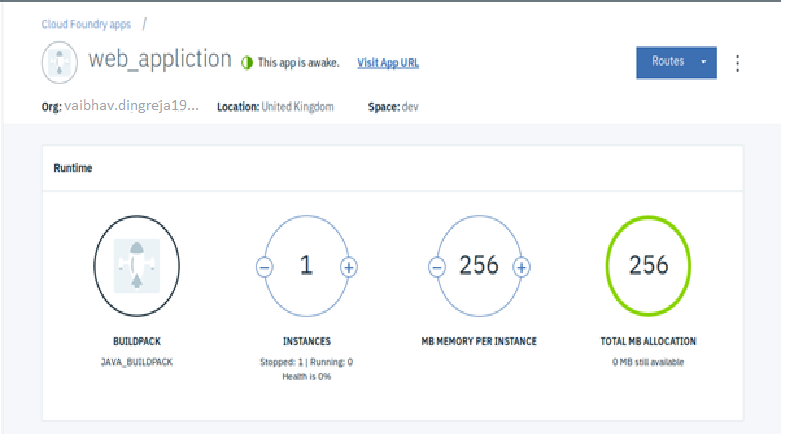 Cloud Foundry apps /
web_appliction This app is awake. Visit App URL
Routes
Org: vaibhav.dingreja19... Location: United Kingdom Space: dev
Runtime
1 256 256
BUILDPACK INSTANCES MB MEMORY PER INSTANCE TOTAL MB ALLOCATION
JAVA_BUILDPACK Stopped: 1 | Running: 0 0 MB still available
Health is 0%